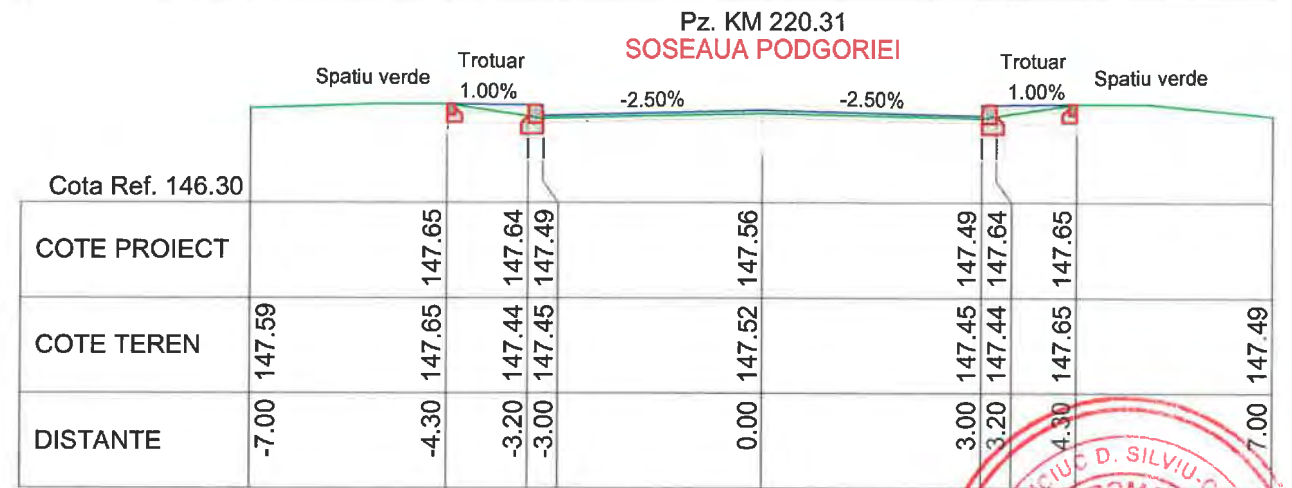 Pz. KM 220.31
SOSEAUA PODGORIEI
Spatiu verde
Trotuar
1.00%
-2.50%
-2.50%
Trotuar
1.00%
Spatiu verde
Cota Ref. 146.30
COTE PROIECT 147.65 147.64 147.49 147.56 147.49 147.64 147.65
COTE TEREN 147.59 147.65 147.44 147.45 147.52 147.45 147.44 147.65 147.49
DISTANTE -7.00 -4.30 -3.20 -3.00 0.00 3.00 3.20 4.30 7.00
D. SILVIU